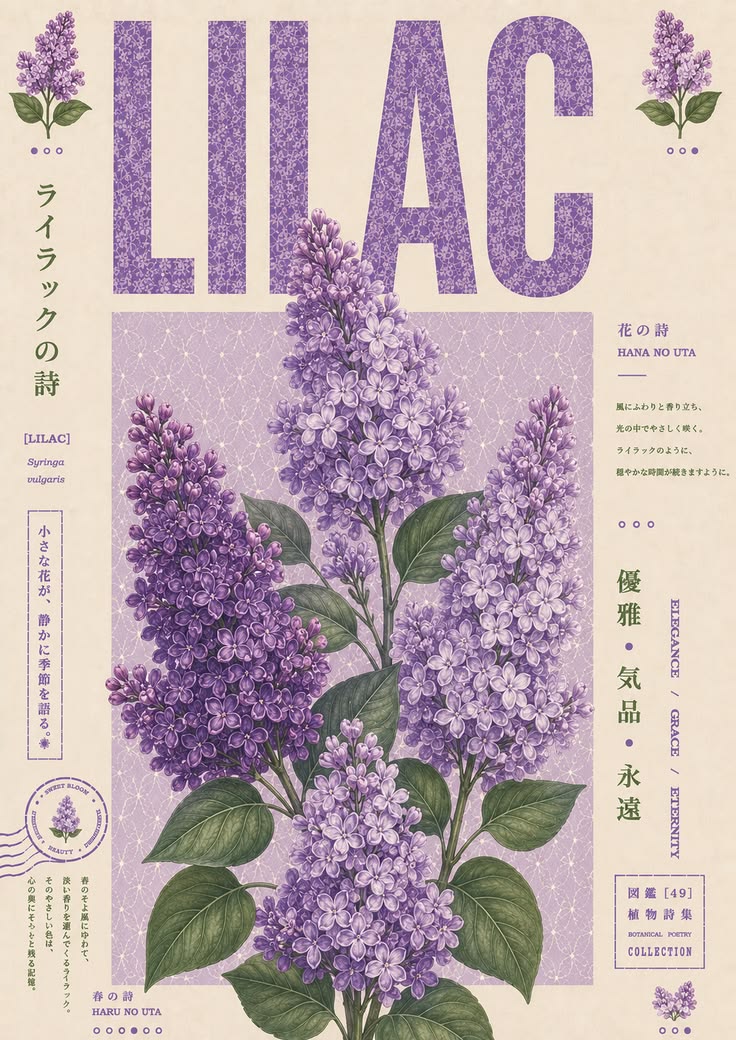 LILAC
ライラックの詩
[LILAC]
Syringa
vulgaris
小さな花が、静かに季節を語る。
SWEET BLOOM
BEAUTY
春のそよ風にゆれて、
淡い香りを運んでくるライラック。
そのやさしい色は、
心の奥にそっと残る記憶。
春の詩
HARU NO UTA
花の詩
HANA NO UTA
風にふわりと香り立ち、
光の中でやさしく咲く。
ライラックのように、
穏やかな時間が続きますように。
優雅・気品・永遠
ELEGANCE / GRACE / ETERNITY
図鑑 [49]
植物詩集
BOTANICAL POETRY
COLLECTION